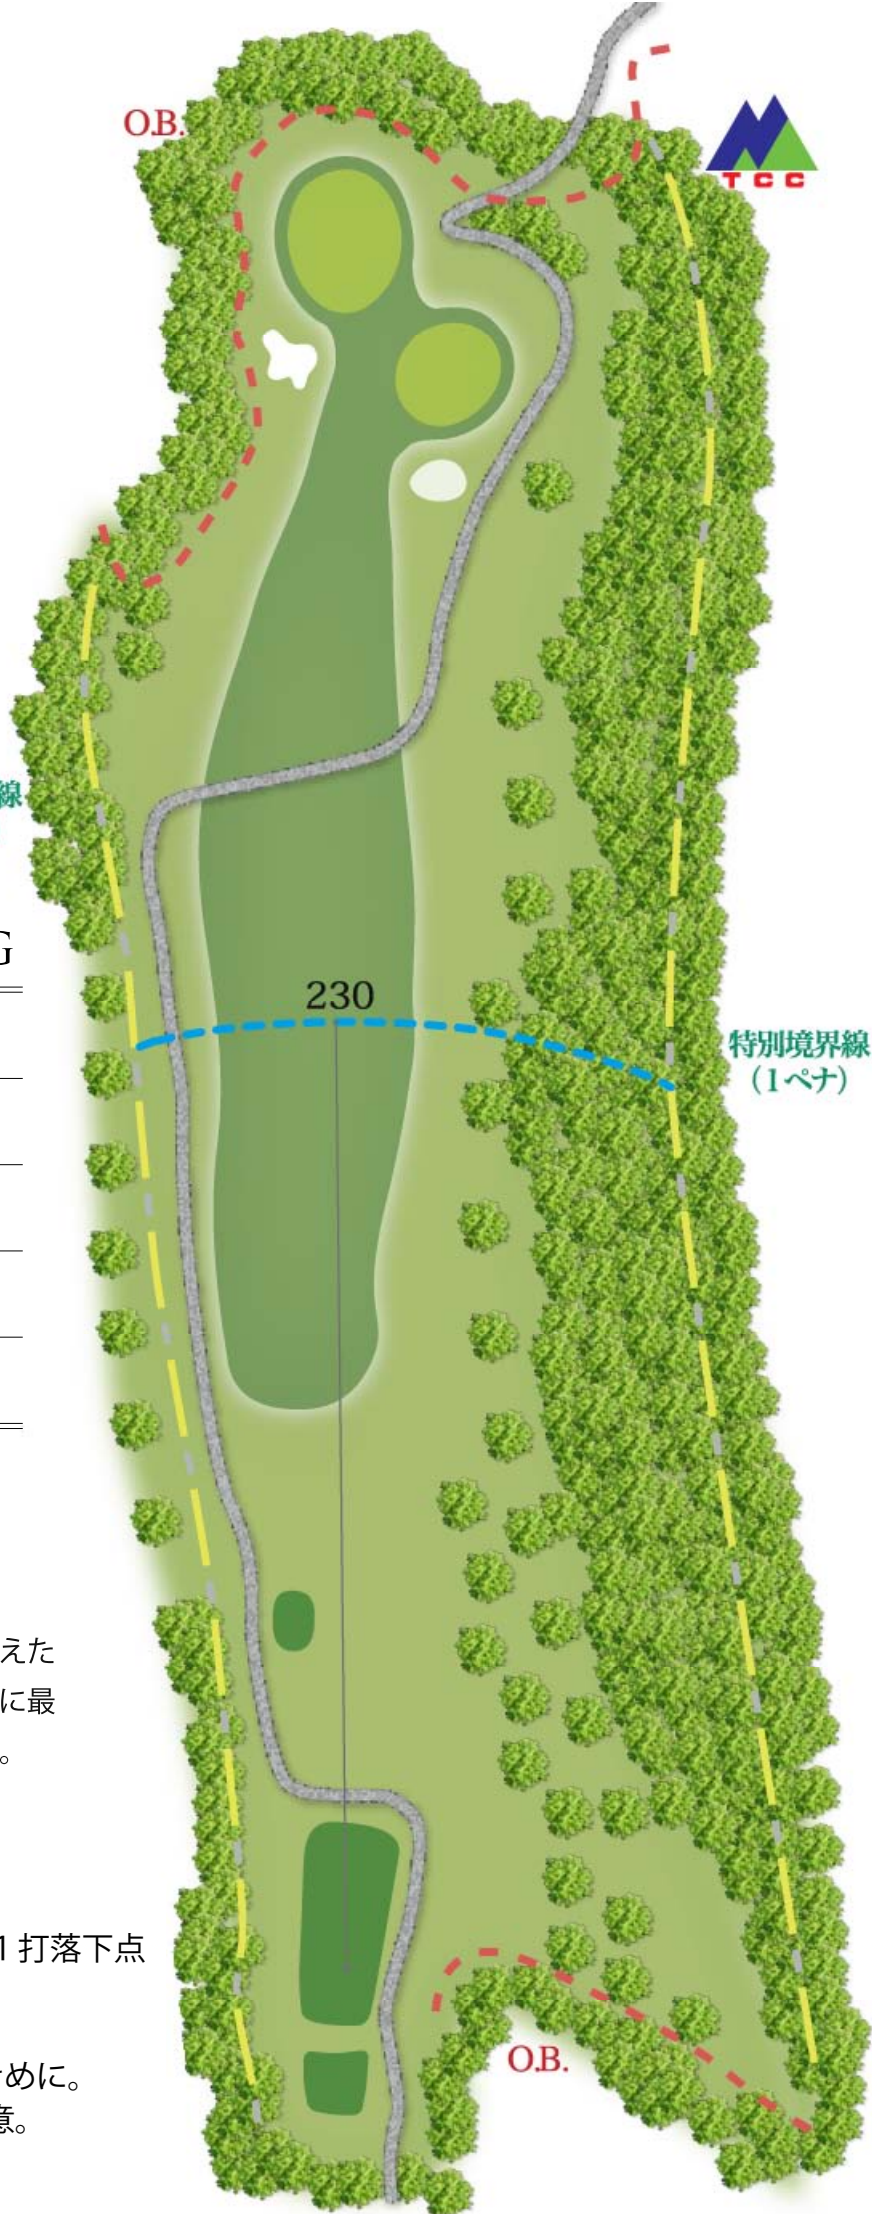 O.B.
TCC
線
G
230
特別境界線
（1ペナ）
えた
に最
。
1打落下点
めに。
意。
O.B.